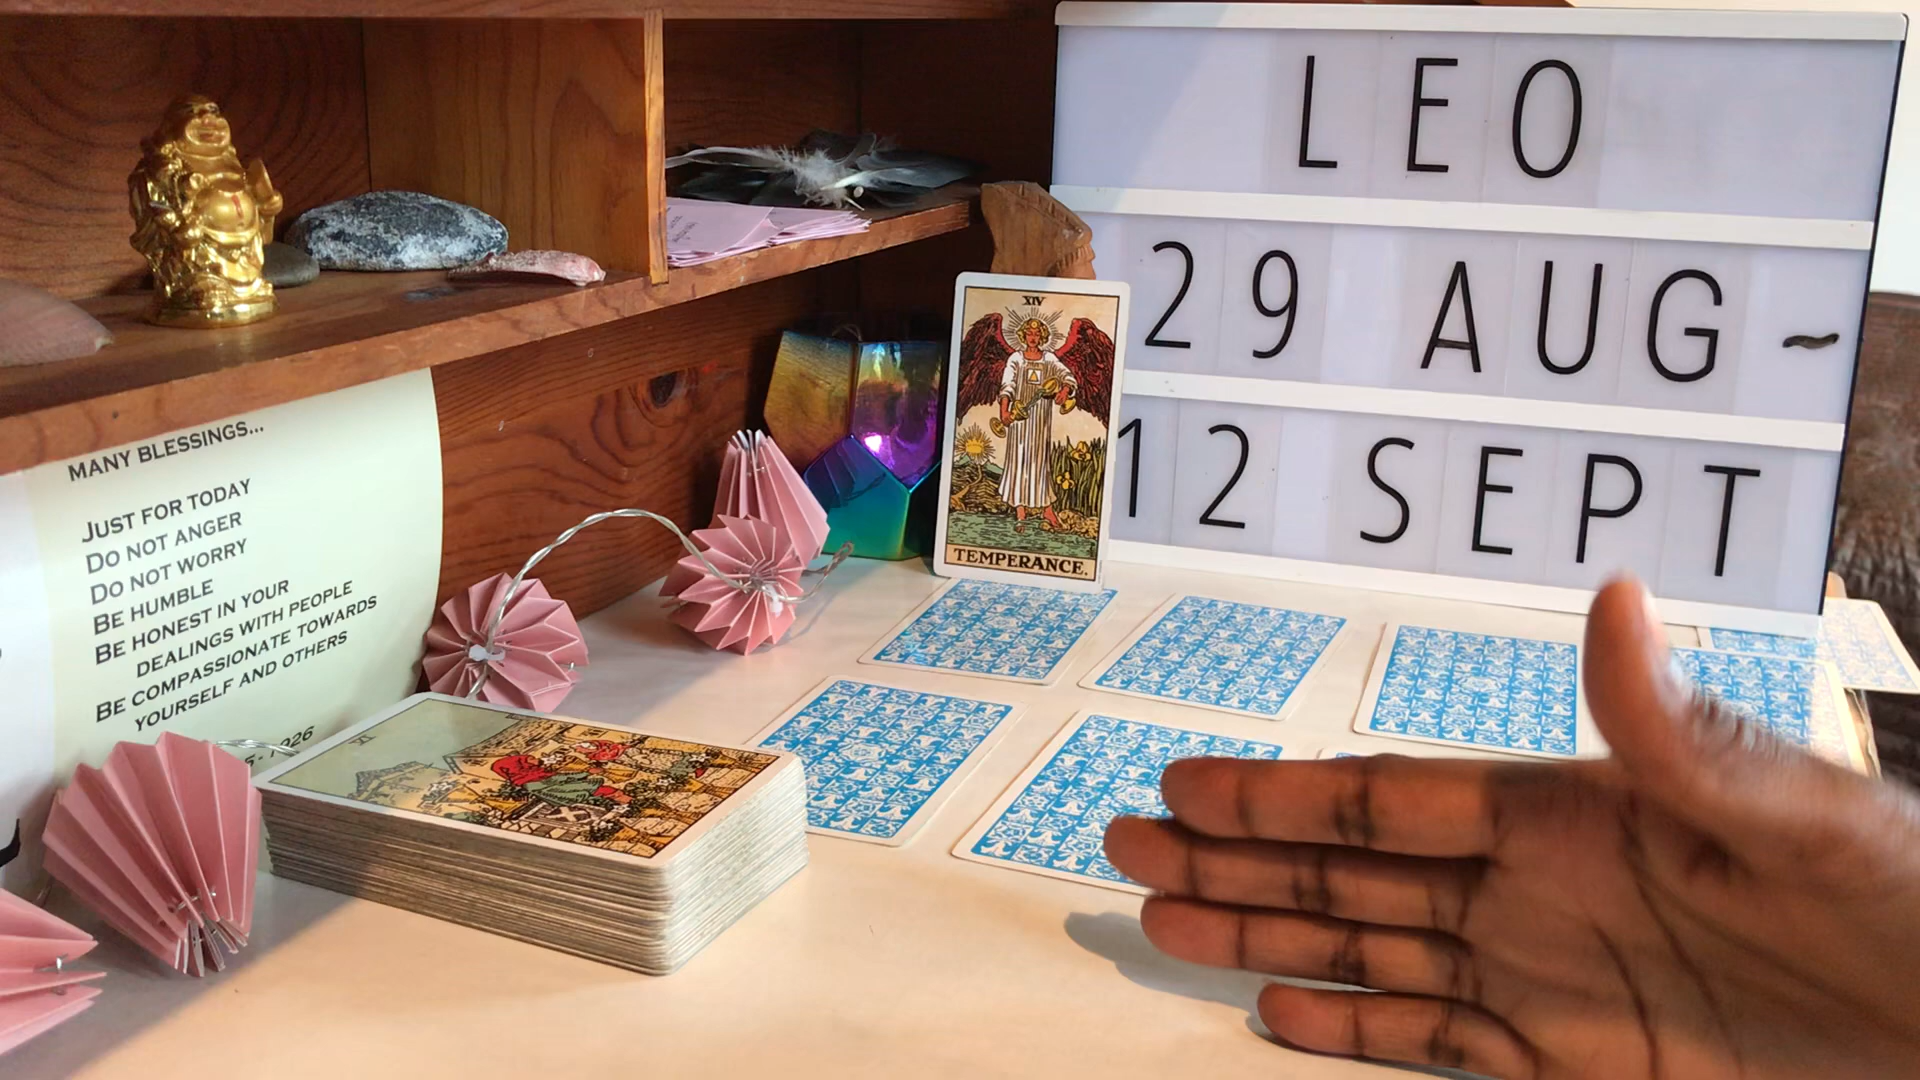 LEO
29 AUG -
12 SEPT
XIV
TEMPERANCE.
MANY BLESSINGS...
JUST FOR TODAY
DO NOT ANGER
DO NOT WORRY
BE HUMBLE
BE HONEST IN YOUR
DEALINGS WITH PEOPLE
BE COMPASSIONATE TOWARDS
YOURSELF AND OTHERS